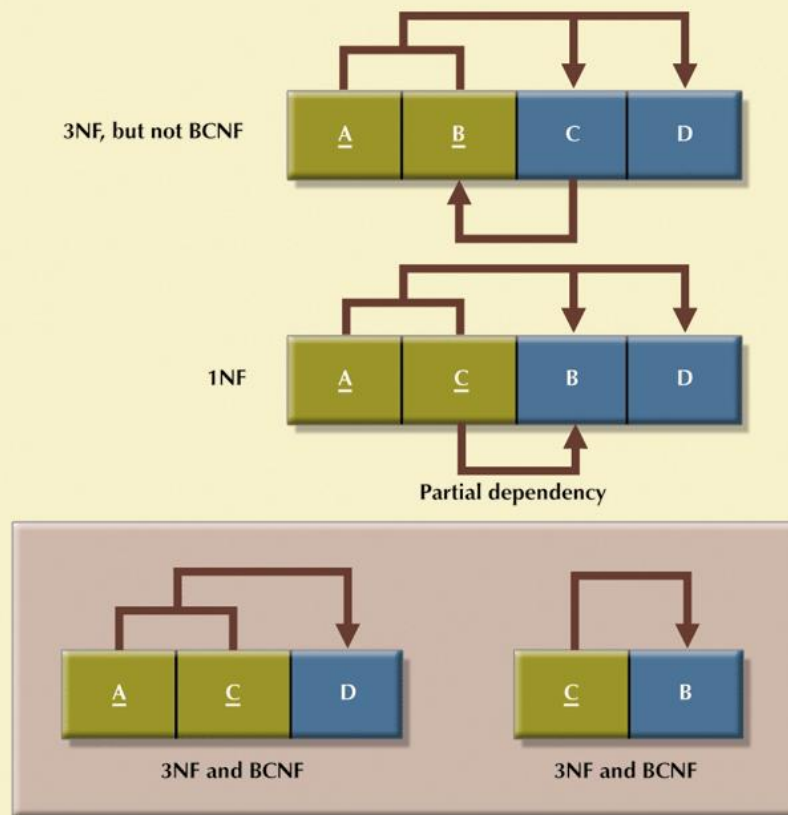 3NF, but not BCNF
A B C D
1NF
A C B D
Partial dependency
A C D
C B
3NF and BCNF
3NF and BCNF